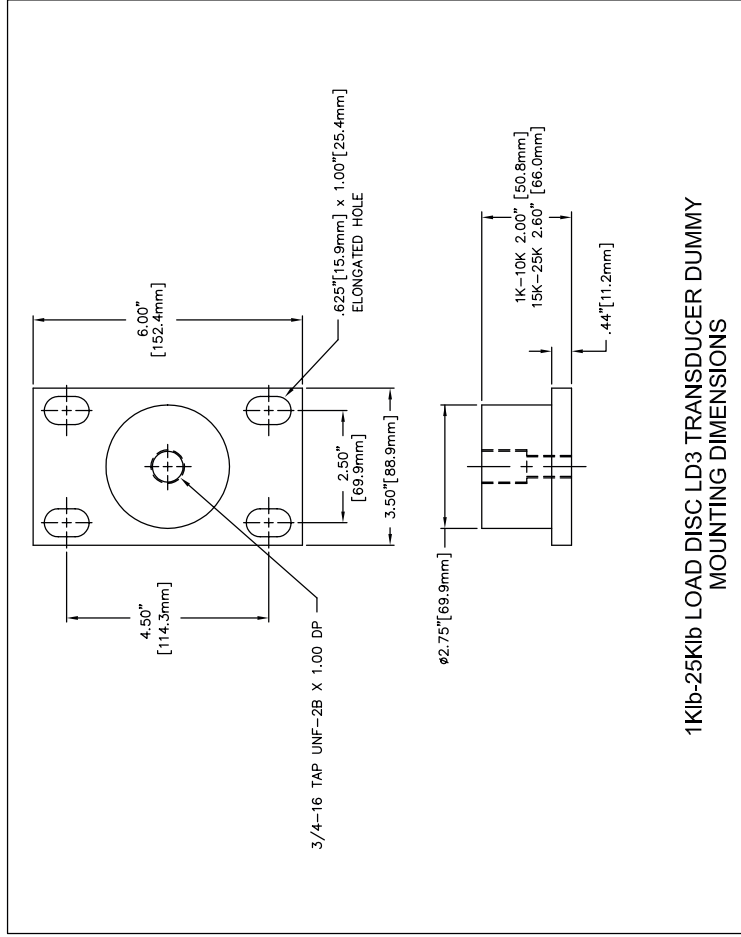 6.00"
[152.4mm]
.625"[15.9mm] x 1.00"[25.4mm]
ELONGATED HOLE
2.50"
[69.9mm]
3.50"[88.9mm]
4.50"
[114.3mm]
3/4-16 TAP UNF-2B X 1.00 DP
1K-10K 2.00" [50.8mm]
15K-25K 2.60" [66.0mm]
.44"[11.2mm]
ø2.75"[69.9mm]
1Klb-25Klb LOAD DISC LD3 TRANSDUCER DUMMY
MOUNTING DIMENSIONS